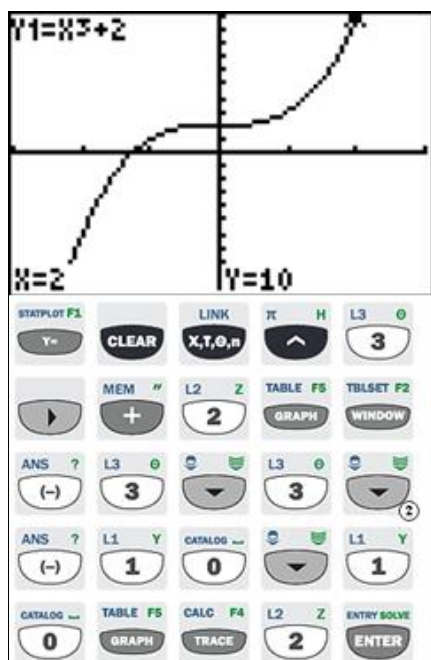 Y1=X3+2
X=2 Y=10
STATPLOT F1 LINK π H L3 θ
Y= CLEAR X,T,Θ,n ^ 3
MEM " L2 Z TABLE F5 TBLSET F2
+ 2 GRAPH WINDOW
ANS ? L3 θ L3 θ
(-) 3 3
2
ANS ? L1 Y CATALOG L1 Y
(-) 1 0 1
CATALOG TABLE F5 CALC F4 L2 Z ENTRY SOLVE
0 GRAPH TRACE 2 ENTER